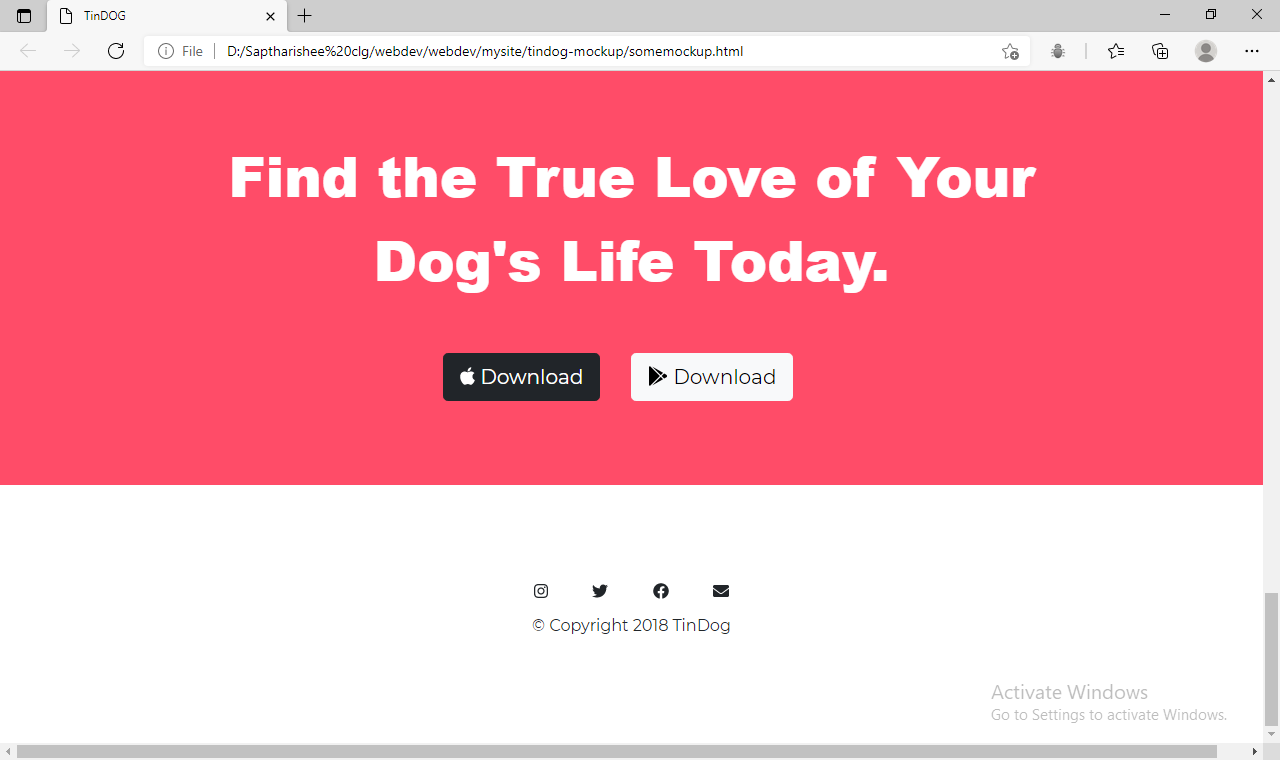 TinDOG
File
D:/Saptharishee%20clg/webdev/webdev/mysite/tindog-mockup/somemockup.html
Find the True Love of Your
Dog's Life Today.
Download
Download
© Copyright 2018 TinDog
Activate Windows
Go to Settings to activate Windows.